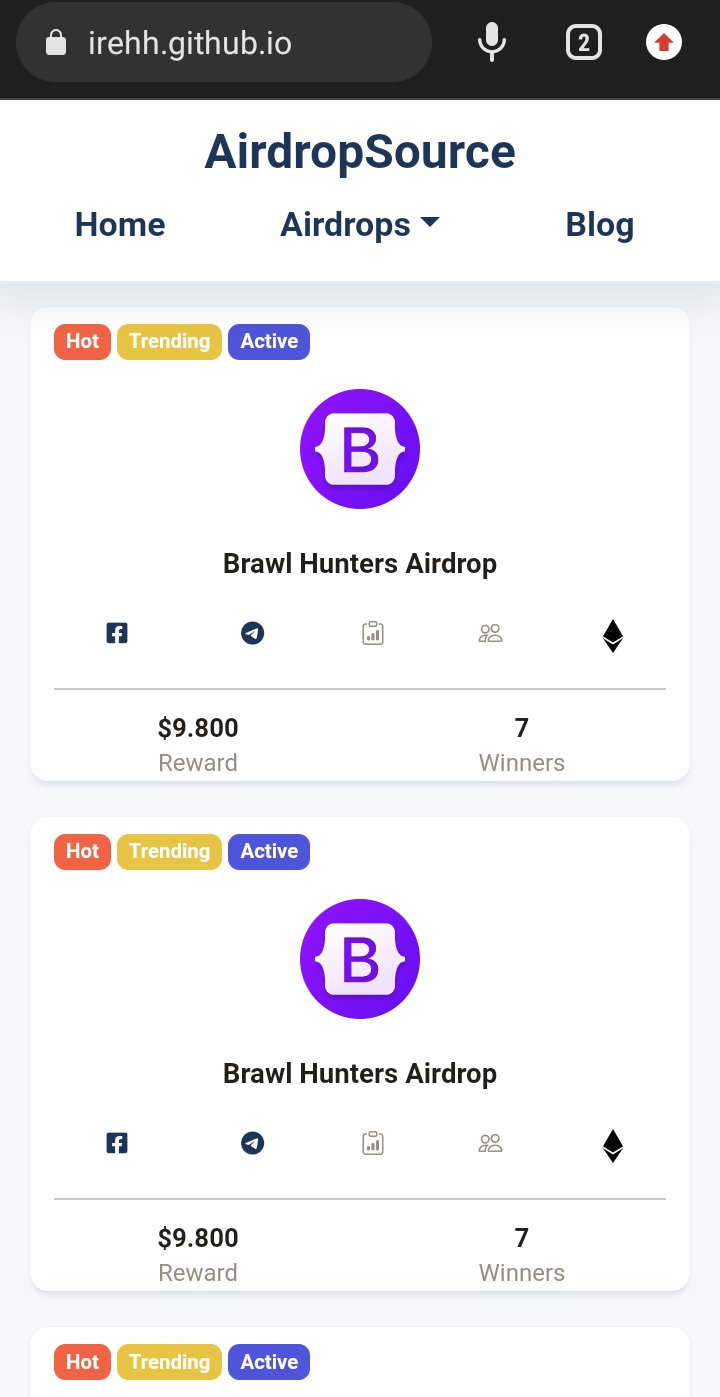 irehh.github.io
2
AirdropSource
Home Airdrops Blog
Hot Trending Active
B
Brawl Hunters Airdrop
$9.800 7
Reward Winners
Hot Trending Active
B
Brawl Hunters Airdrop
$9.800 7
Reward Winners
Hot Trending Active